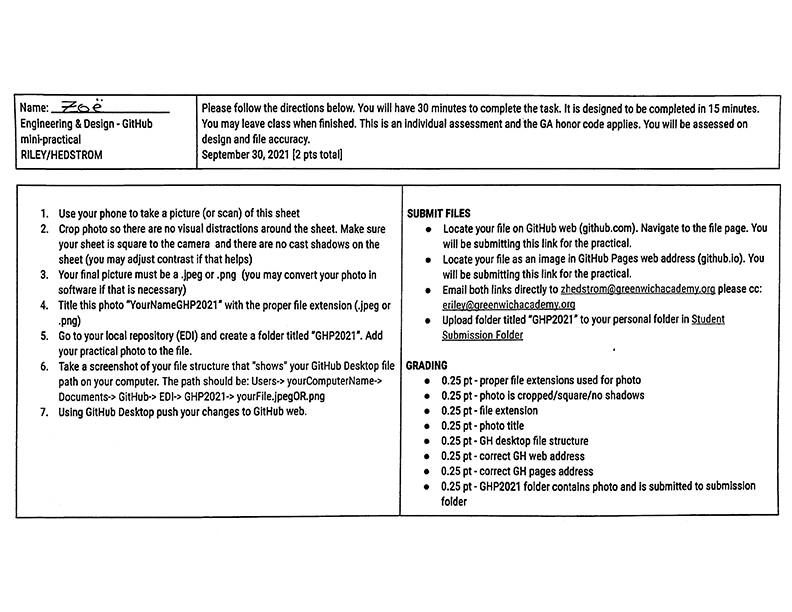 Name: Zoë
Engineering & Design - GitHub
mini-practical
RILEY/HEDSTROM
Please follow the directions below. You will have 30 minutes to complete the task. It is designed to be completed in 15 minutes.
You may leave class when finished. This is an individual assessment and the GA honor code applies. You will be assessed on
design and file accuracy.
September 30, 2021 [2 pts total]
1. Use your phone to take a picture (or scan) of this sheet
2. Crop photo so there are no visual distractions around the sheet. Make sure
your sheet is square to the camera and there are no cast shadows on the
sheet (you may adjust contrast if that helps)
3. Your final picture must be a .jpeg or .png (you may convert your photo in
software if that is necessary)
4. Title this photo "YourNameGHP2021" with the proper file extension (.jpeg or
.png)
5. Go to your local repository (EDI) and create a folder titled "GHP2021". Add
your practical photo to the file.
6. Take a screenshot of your file structure that "shows" your GitHub Desktop file
path on your computer. The path should be: Users-> yourComputerName->
Documents-> GitHub-> EDI-> GHP2021-> yourFile.jpegOR.png
7. Using GitHub Desktop push your changes to GitHub web.
SUBMIT FILES
● Locate your file on GitHub web (github.com). Navigate to the file page. You
will be submitting this link for the practical.
● Locate your file as an image in GitHub Pages web address (github.io). You
will be submitting this link for the practical.
● Email both links directly to zhedstrom@greenwichacademy.org please cc:
eriley@greenwichacademy.org
● Upload folder titled "GHP2021" to your personal folder in Student
Submission Folder
GRADING
● 0.25 pt - proper file extensions used for photo
● 0.25 pt - photo is cropped/square/no shadows
● 0.25 pt - file extension
● 0.25 pt - photo title
● 0.25 pt - GH desktop file structure
● 0.25 pt - correct GH web address
● 0.25 pt - correct GH pages address
● 0.25 pt - GHP2021 folder contains photo and is submitted to submission
folder